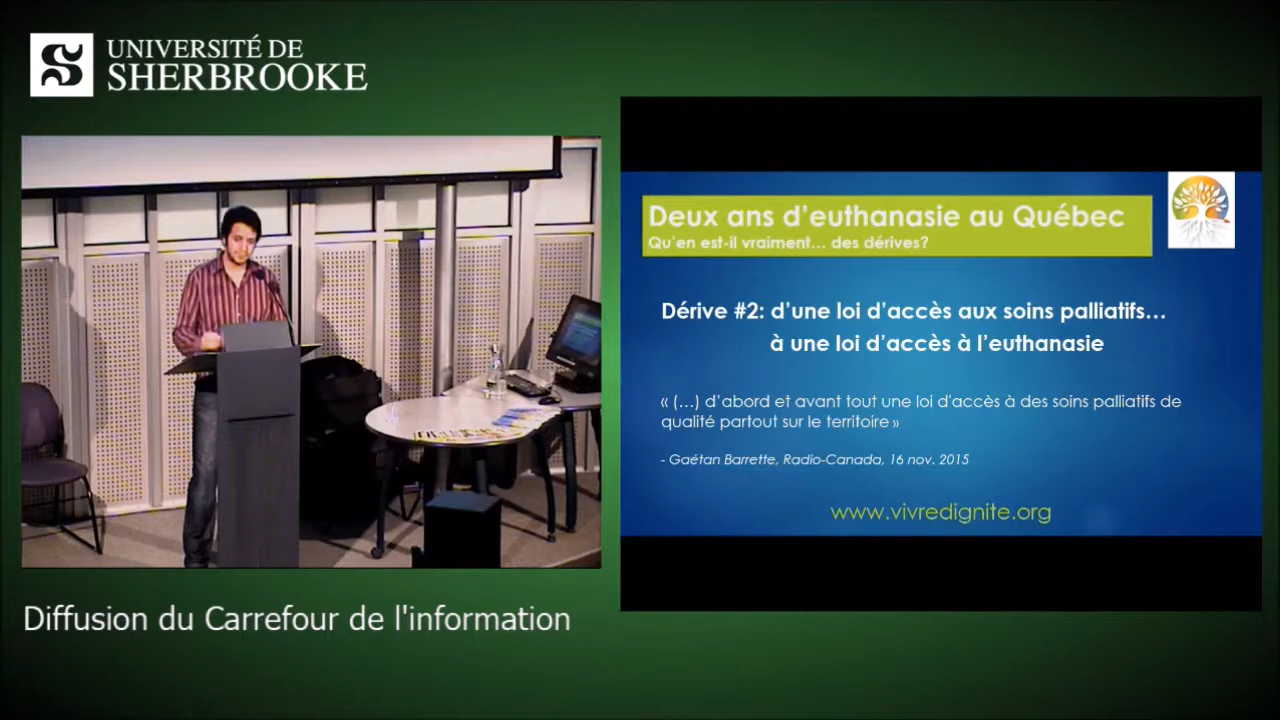 UNIVERSITÉ DE
SHERBROOKE
Deux ans d'euthanasie au Québec
Qu'en est-il vraiment... des dérives?
Dérive #2: d'une loi d'accès aux soins palliatifs...
à une loi d'accès à l'euthanasie
« (...) d'abord et avant tout une loi d'accès à des soins palliatifs de
qualité partout sur le territoire »
- Gaétan Barrette, Radio-Canada, 16 nov. 2015
www.vivredignite.org
Diffusion du Carrefour de l'information